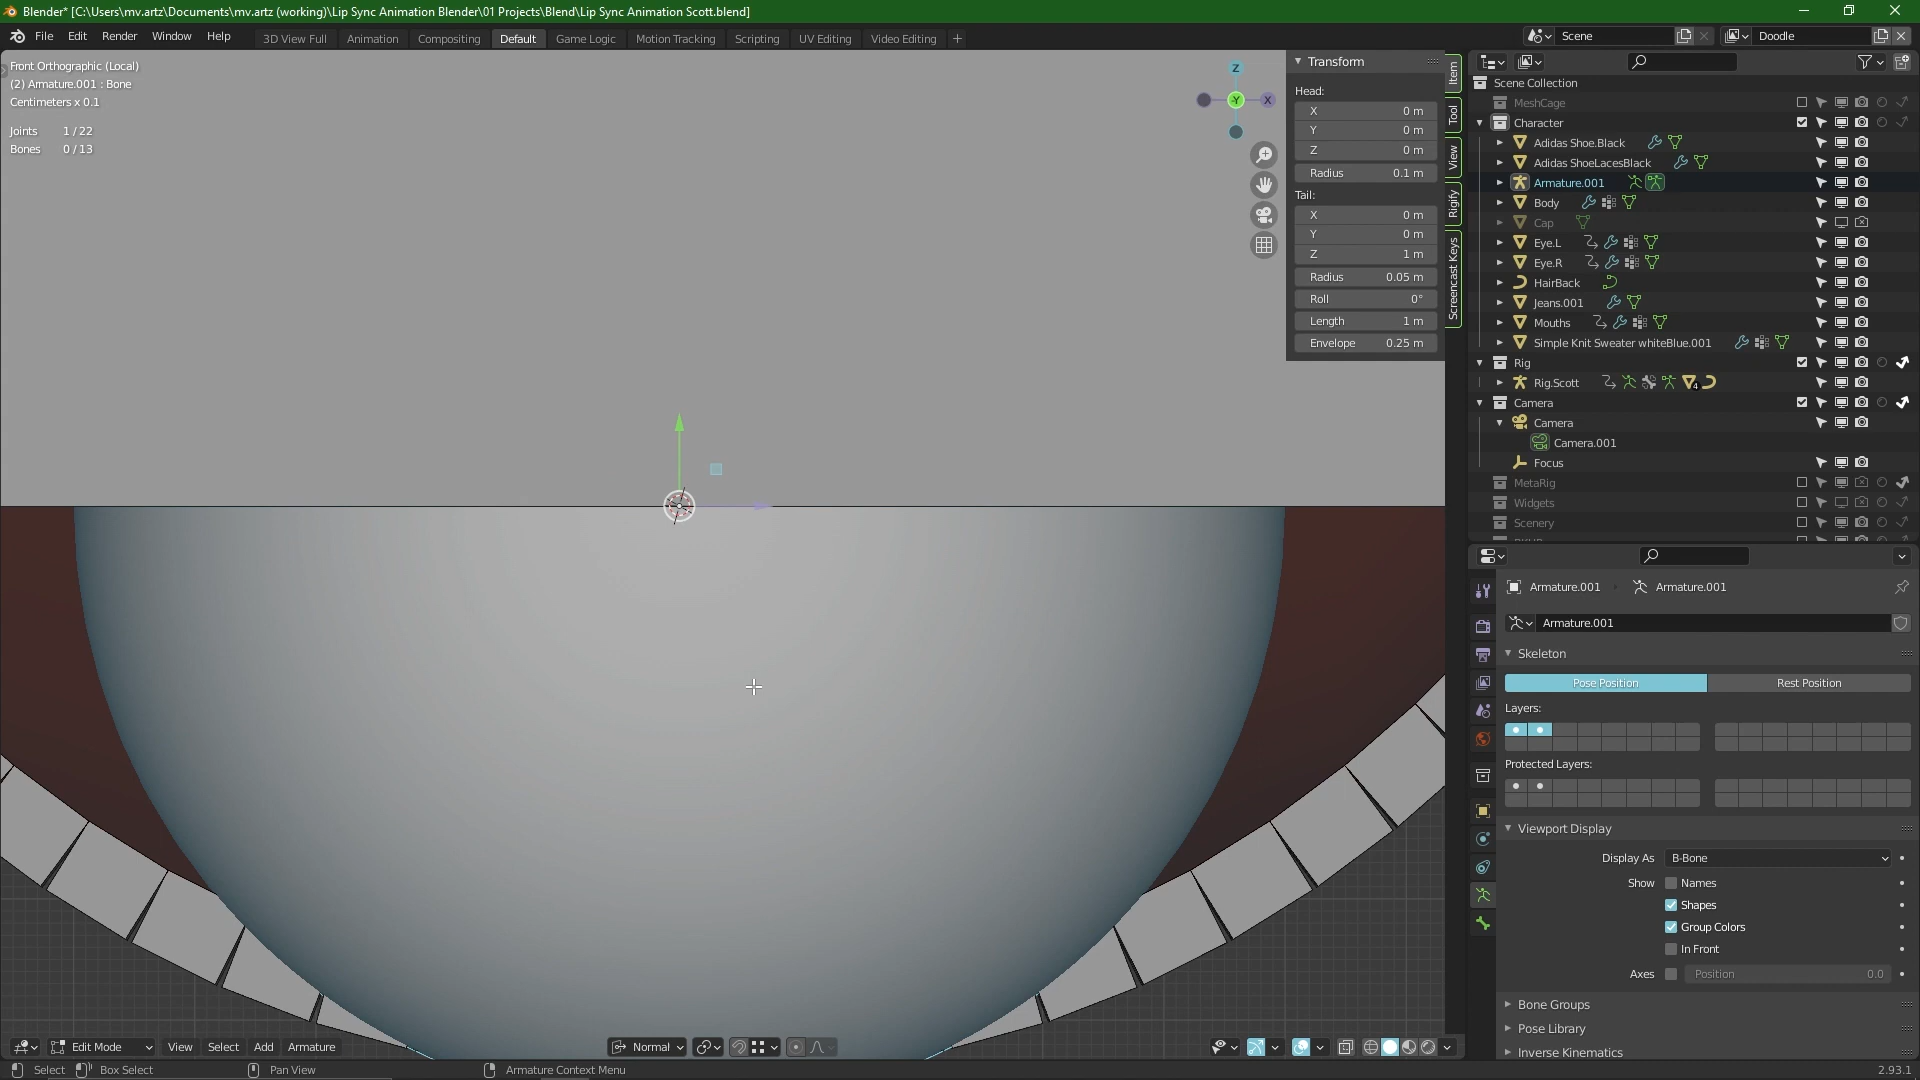 Blender* [C:\Users\mv.artz\Documents\mv.artz (working)\Lip Sync Animation Blender\01 Projects\Blend\Lip Sync Animation Scott.blend]
File Edit Render Window Help 3D View Full Animation Compositing Default Game Logic Motion Tracking Scripting UV Editing Video Editing + Scene Doodle
Front Orthographic (Local)
(2) Armature.001 : Bone
Centimeters x 0.1
Joints 1 / 22
Bones 0 / 13
Z
-Y
X
Transform
Head:
X 0 m
Y 0 m
Z 0 m
Radius 0.1 m
Tail:
X 0 m
Y 0 m
Z 1 m
Radius 0.05 m
Roll 0°
Length 1 m
Envelope 0.25 m
Item
Tool
View
Rigify
Screencast Keys
Scene Collection
MeshCage
Character
Adidas Shoe.Black
Adidas ShoeLacesBlack
Armature.001
Body
Cap
Eye.L
Eye.R
HairBack
Jeans.001
Mouths
Simple Knit Sweater whiteBlue.001
Rig
Rig.Scott 4
Camera
Camera
Camera.001
Focus
MetaRig
Widgets
Scenery
Armature.001 Armature.001
Armature.001
Skeleton
Pose Position Rest Position
Layers:
Protected Layers:
Viewport Display
Display As B-Bone
Show Names
Shapes
Group Colors
In Front
Axes Position 0.0
Bone Groups
Pose Library
Inverse Kinematics
Edit Mode View Select Add Armature Normal
Select Box Select Pan View Armature Context Menu 2.93.1